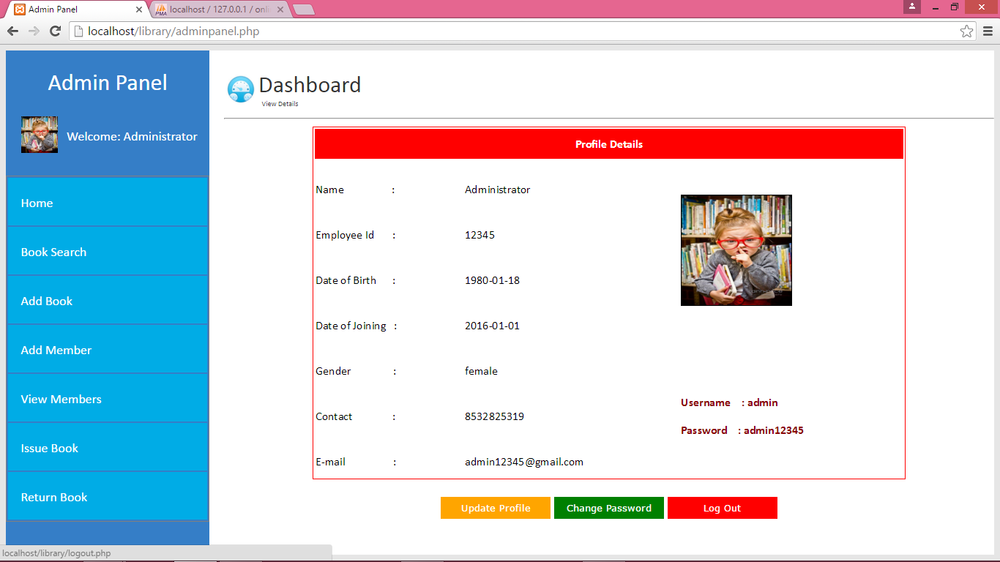 Admin Panel
localhost / 127.0.0.1 / onli
localhost/library/adminpanel.php
Admin Panel
Welcome: Administrator
Home
Book Search
Add Book
Add Member
View Members
Issue Book
Return Book
Dashboard
View Details
Profile Details
Name : Administrator
Employee Id : 12345
Date of Birth : 1980-01-18
Date of Joining : 2016-01-01
Gender : female
Contact : 8532825319
E-mail : admin12345@gmail.com
Username : admin
Password : admin12345
Update Profile Change Password Log Out
localhost/library/logout.php